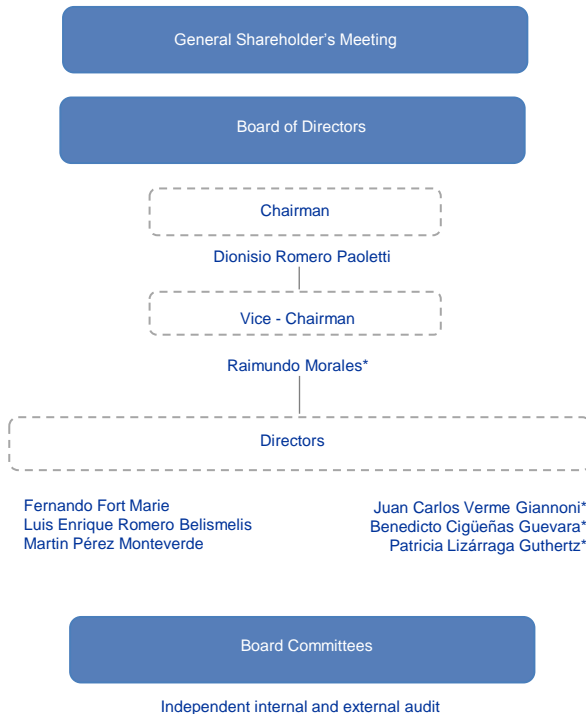 General Shareholder's Meeting
Board of Directors
Chairman
Dionisio Romero Paoletti
Vice - Chairman
Raimundo Morales*
Directors
Fernando Fort Marie
Luis Enrique Romero Belismelis
Martin Pérez Monteverde
Juan Carlos Verme Giannoni*
Benedicto Cigüeñas Guevara*
Patricia Lizárraga Guthertz*
Board Committees
Independent internal and external audit